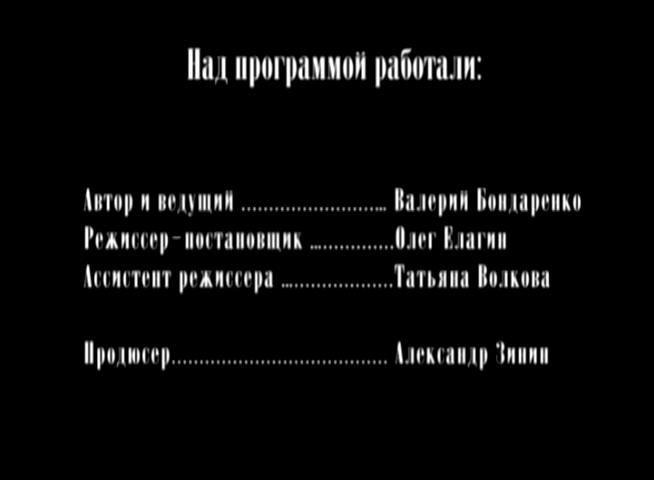 Над программой работали:
Автор и ведущий ............................ Валерий Бондаренко
Режиссер-постановщик ................Олег Елагин
Ассистент режиссера .....................Татьяна Волкова
Продюсер....................................... Александр Зинин